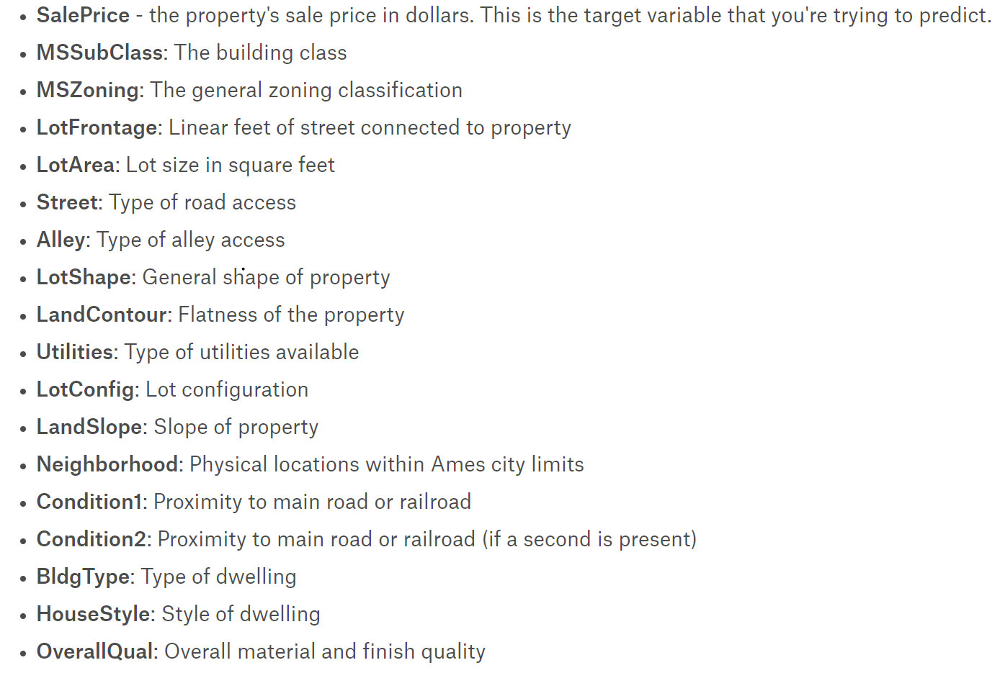 • SalePrice - the property's sale price in dollars. This is the target variable that you're trying to predict.
• MSSubClass: The building class
• MSZoning: The general zoning classification
• LotFrontage: Linear feet of street connected to property
• LotArea: Lot size in square feet
• Street: Type of road access
• Alley: Type of alley access
• LotShape: General shape of property
• LandContour: Flatness of the property
• Utilities: Type of utilities available
• LotConfig: Lot configuration
• LandSlope: Slope of property
• Neighborhood: Physical locations within Ames city limits
• Condition1: Proximity to main road or railroad
• Condition2: Proximity to main road or railroad (if a second is present)
• BldgType: Type of dwelling
• HouseStyle: Style of dwelling
• OverallQual: Overall material and finish quality